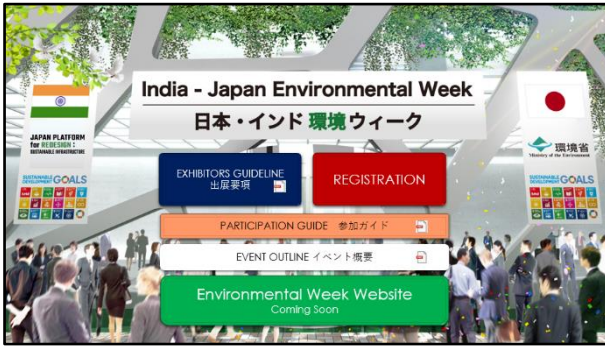 India - Japan Environmental Week
日本・インド 環境ウィーク
JAPAN PLATFORM
for REDESIGN :
SUSTAINABLE INFRASTRUCTURE
SUSTAINABLE
DEVELOPMENT GOALS
環境省
Ministry of the Environment
SUSTAINABLE
DEVELOPMENT GOALS
EXHIBITORS GUIDELINE
出展要項
REGISTRATION
PARTICIPATION GUIDE 参加ガイド
EVENT OUTLINE イベント概要
Environmental Week Website
Coming Soon